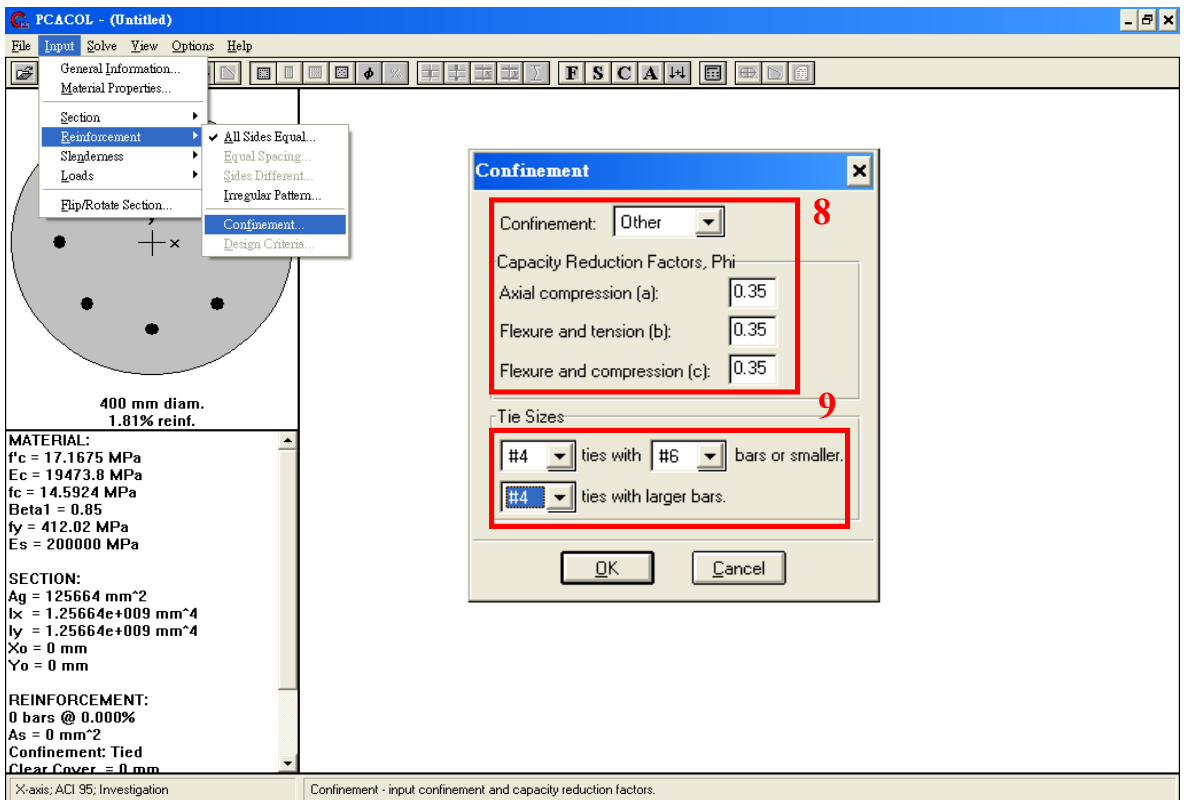 PCACOL - (Untitled)
File Input Solve View Options Help
General Information...
Material Properties...
Section
Reinforcement
Slenderness
Loads
Flip/Rotate Section...
All Sides Equal...
Equal Spacing...
Sides Different...
Irregular Pattern...
Confinement...
Design Criteria...
F S C A
x
400 mm diam.
1.81% reinf.
MATERIAL:
f'c = 17.1675 MPa
Ec = 19473.8 MPa
fc = 14.5924 MPa
Beta1 = 0.85
fy = 412.02 MPa
Es = 200000 MPa
SECTION:
Ag = 125664 mm^2
Ix = 1.25664e+009 mm^4
Iy = 1.25664e+009 mm^4
Xo = 0 mm
Yo = 0 mm
REINFORCEMENT:
0 bars @ 0.000%
As = 0 mm^2
Confinement: Tied
Clear Cover = 0 mm
Confinement
8
Confinement: Other
Capacity Reduction Factors, Phi
Axial compression (a): 0.35
Flexure and tension (b): 0.35
Flexure and compression (c): 0.35
9
Tie Sizes
#4 ties with #6 bars or smaller.
#4 ties with larger bars.
OK Cancel
X-axis; ACI 95; Investigation
Confinement - input confinement and capacity reduction factors.